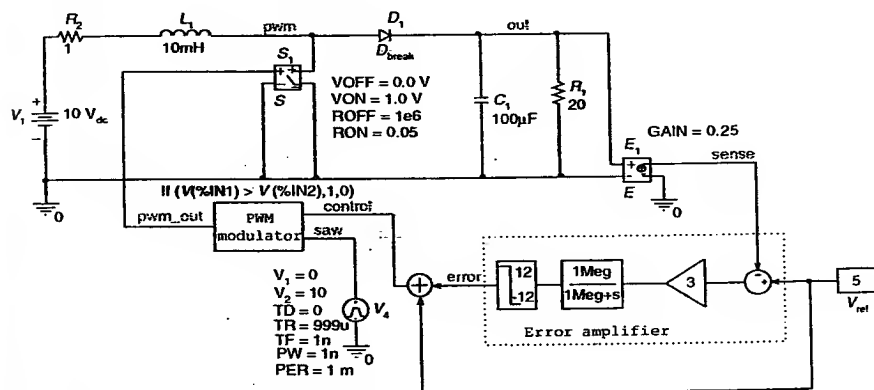 R2
1
L1
10mH
pwm
D1
Dbreak
out
S1
S
VOFF = 0.0 V
VON = 1.0 V
ROFF = 1e6
RON = 0.05
V1
+
−
10 Vdc
C1
100μF
R1
20
GAIN = 0.25
E1
E
sense
0
0
If (V(%IN1) > V (%IN2),1,0)
pwm_out
PWM
modulator
control
saw
V1 = 0
V2 = 10
TD = 0
TR = 999u
TF = 1n
PW = 1n
PER = 1 m
V4
0
error
12
-12
1Meg
1Meg+s
3
5
Vref
Error amplifier